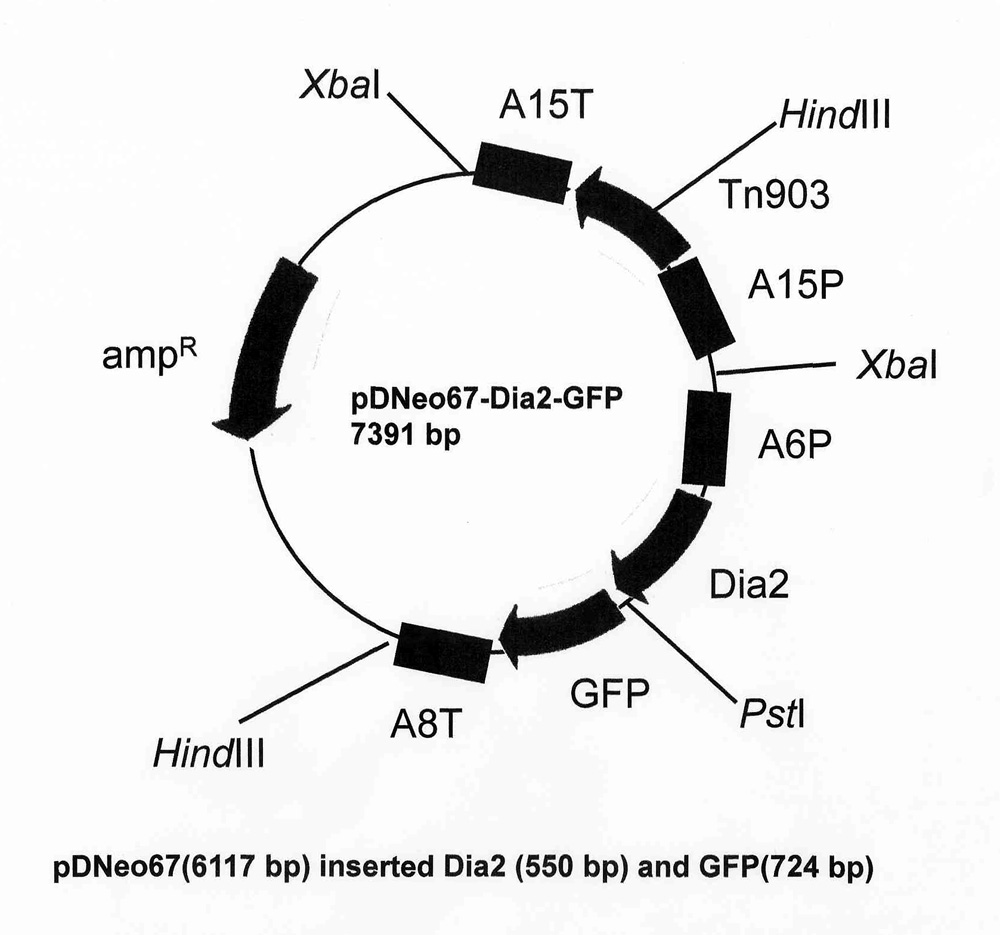 XbaI
A15T
HindIII
Tn903
A15P
XbaI
A6P
Dia2
PstI
GFP
A8T
HindIII
ampR
pDNeo67-Dia2-GFP
7391 bp
pDNeo67(6117 bp) inserted Dia2 (550 bp) and GFP(724 bp)